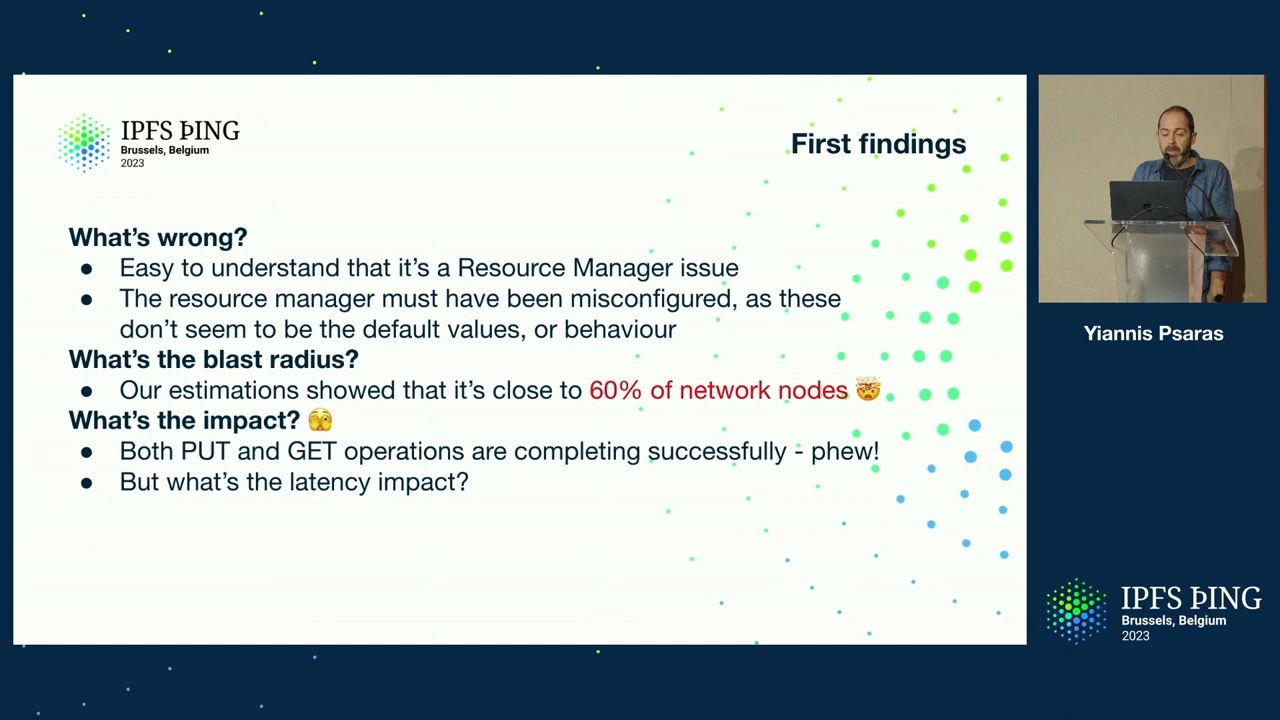 IPFS ÞING
Brussels, Belgium
2023
First findings
What’s wrong?
● Easy to understand that it’s a Resource Manager issue
● The resource manager must have been misconfigured, as these
don’t seem to be the default values, or behaviour
What’s the blast radius?
● Our estimations showed that it’s close to 60% of network nodes 🤯
What’s the impact? 🫣
● Both PUT and GET operations are completing successfully - phew!
● But what’s the latency impact?
Yiannis Psaras
IPFS ÞING
Brussels, Belgium
2023